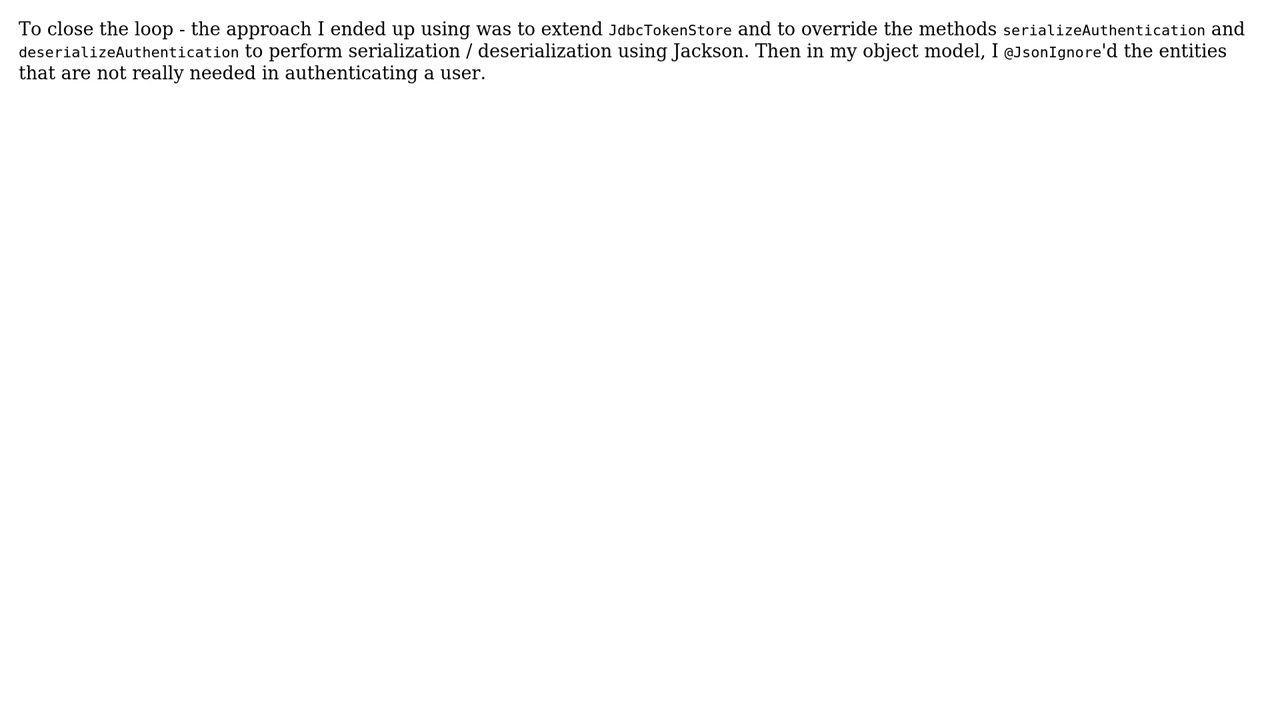 To close the loop - the approach I ended up using was to extend JdbcTokenStore and to override the methods serializeAuthentication and
deserializeAuthentication to perform serialization / deserialization using Jackson. Then in my object model, I @JsonIgnore'd the entities
that are not really needed in authenticating a user.